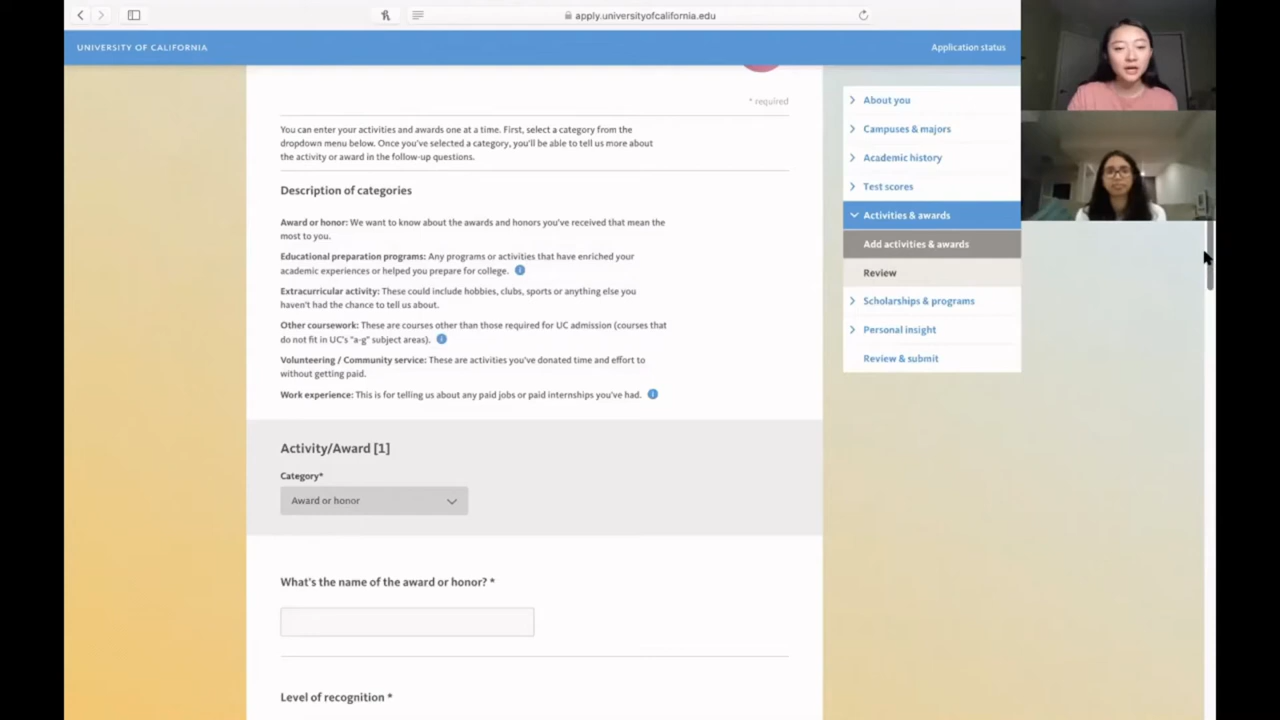 apply.universityofcalifornia.edu
UNIVERSITY OF CALIFORNIA
Application status
* required
You can enter your activities and awards one at a time. First, select a category from the
dropdown menu below. Once you've selected a category, you'll be able to tell us more about
the activity or award in the follow-up questions.
Description of categories
Award or honor: We want to know about the awards and honors you've received that mean the
most to you.
Educational preparation programs: Any programs or activities that have enriched your
academic experiences or helped you prepare for college. i
Extracurricular activity: These could include hobbies, clubs, sports or anything else you
haven't had the chance to tell us about.
Other coursework: These are courses other than those required for UC admission (courses that
do not fit in UC's "a-g" subject areas). i
Volunteering / Community service: These are activities you've donated time and effort to
without getting paid.
Work experience: This is for telling us about any paid jobs or paid internships you've had. i
Activity/Award [1]
Category*
Award or honor
What's the name of the award or honor? *
Level of recognition *
About you
Campuses & majors
Academic history
Test scores
Activities & awards
Add activities & awards
Review
Scholarships & programs
Personal insight
Review & submit